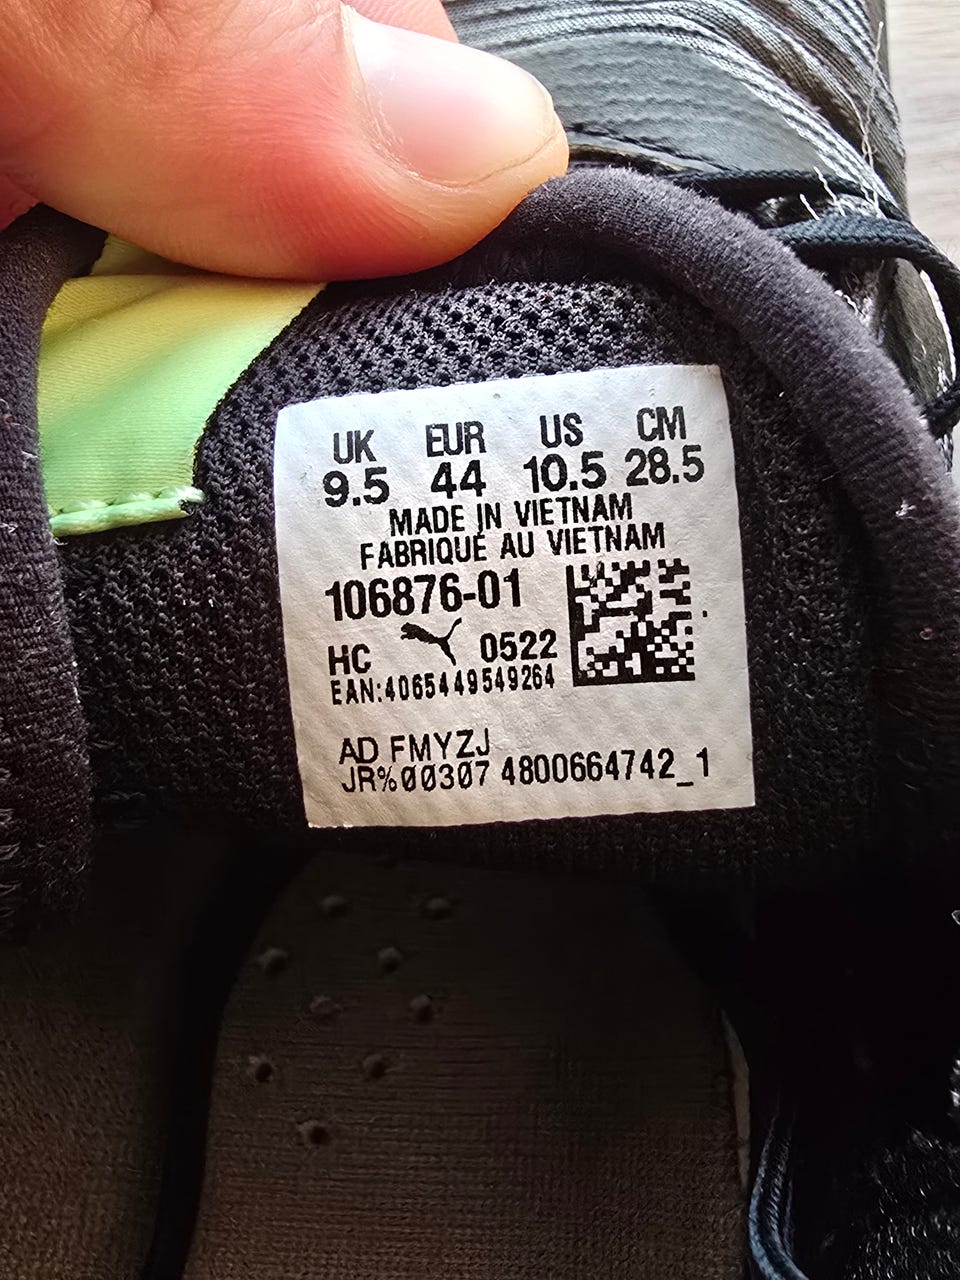 UK EUR US CM
9.5 44 10.5 28.5
MADE IN VIETNAM
FABRIQUÉ AU VIETNAM
106876-01
HC 0522
EAN:4065449549264
AD FMYZJ
JR%00307 4800664742_1